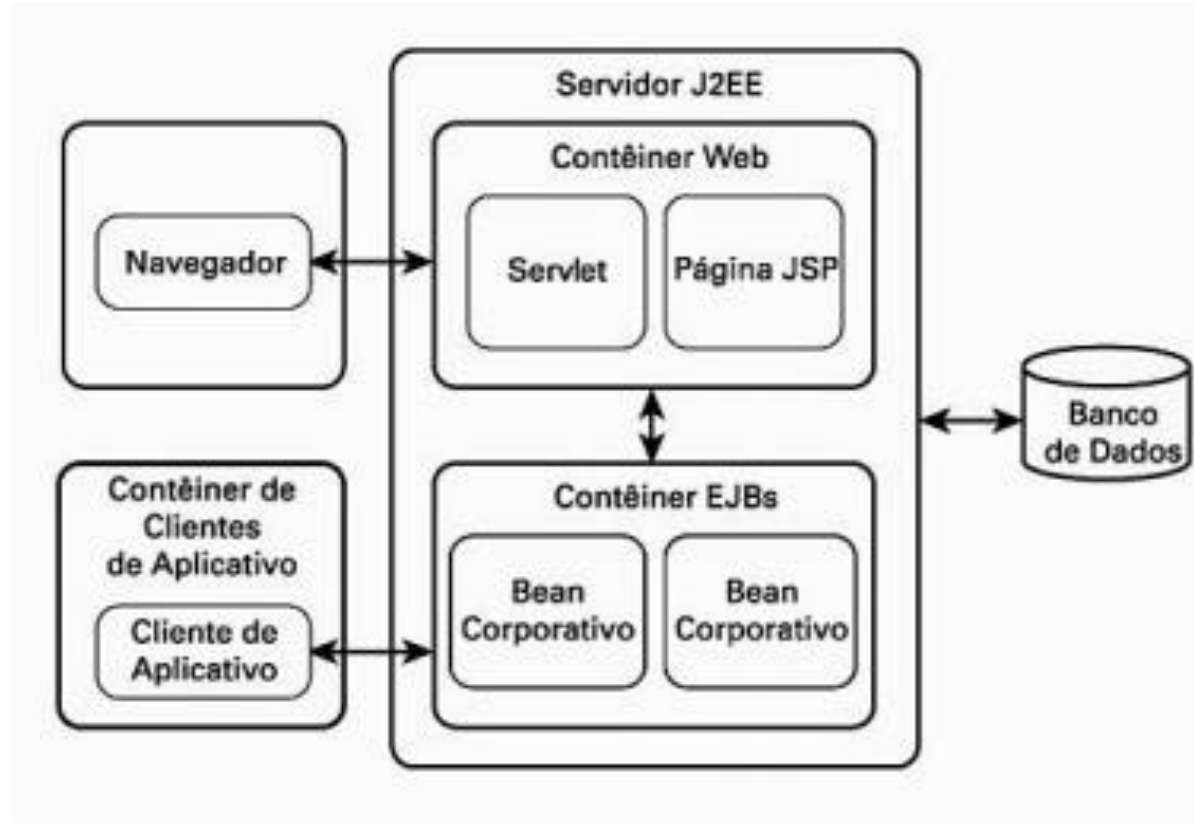 Servidor J2EE
Contêiner Web
Navegador
Servlet
Página JSP
Banco
de Dados
Contêiner de
Clientes
de Aplicativo
Cliente de
Aplicativo
Contêiner EJBs
Bean
Corporativo
Bean
Corporativo